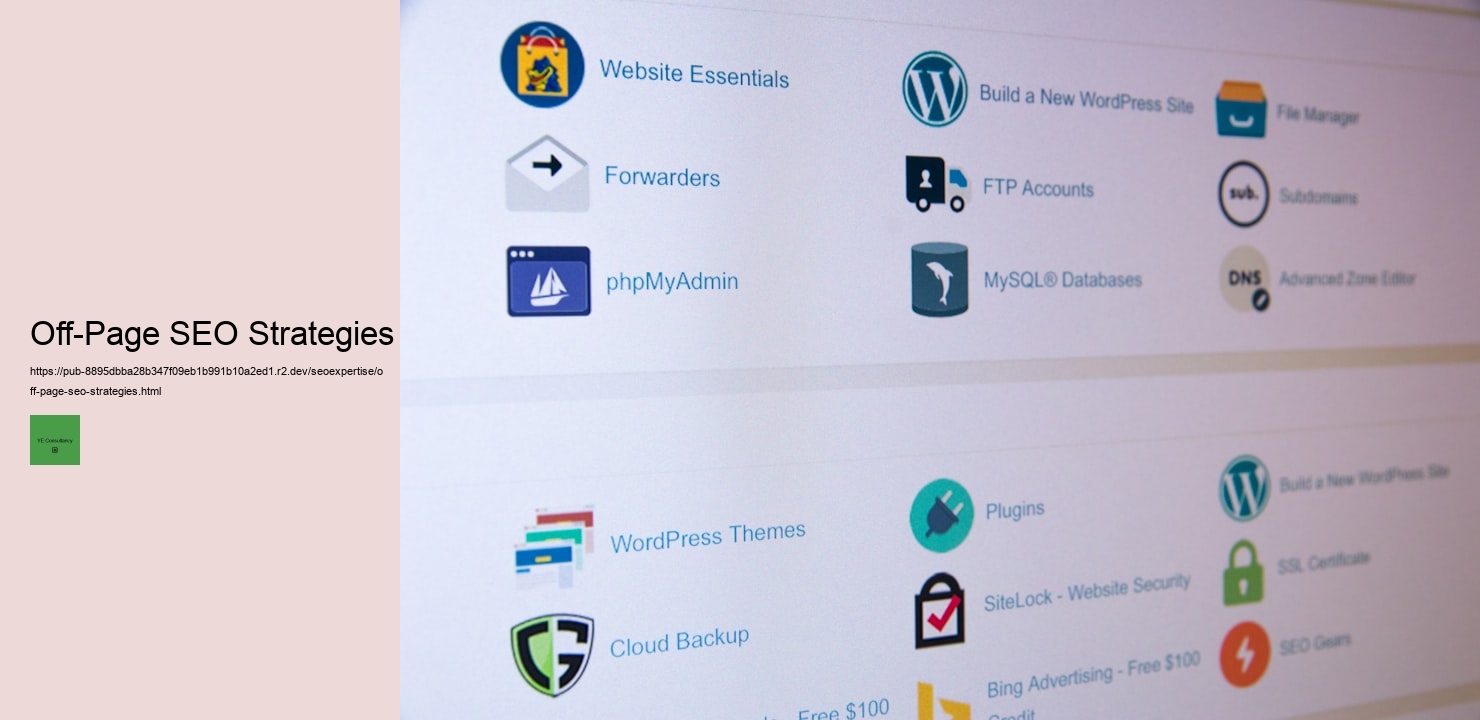 Off-Page SEO Strategies
https://pub-8895dbba28b347f09eb1b991b10a2ed1.r2.dev/seoexpertise/o
ff-page-seo-strategies.html
YE Consultancy
Website Essentials
Build a New WordPress Site
File Manager
Forwarders
FTP Accounts
sub.
Subdomains
phpMyAdmin
MySQL® Databases
DNS
Advanced Zone Editor
WordPress Themes
Plugins
Build a New WordPress Site
SiteLock - Website Security
SSL Certificate
Cloud Backup
Bing Advertising - Free $100
Credit
SEO Gears
- Free $100